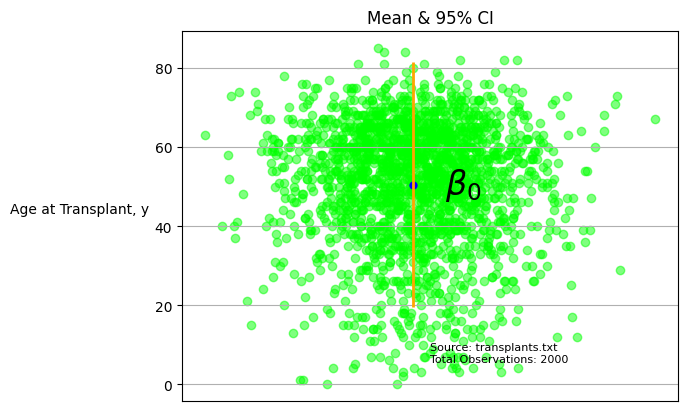 Mean & 95% CI
80
60
β₀
Age at Transplant, y
40
20
Source: transplants.txt
Total Observations: 2000
0